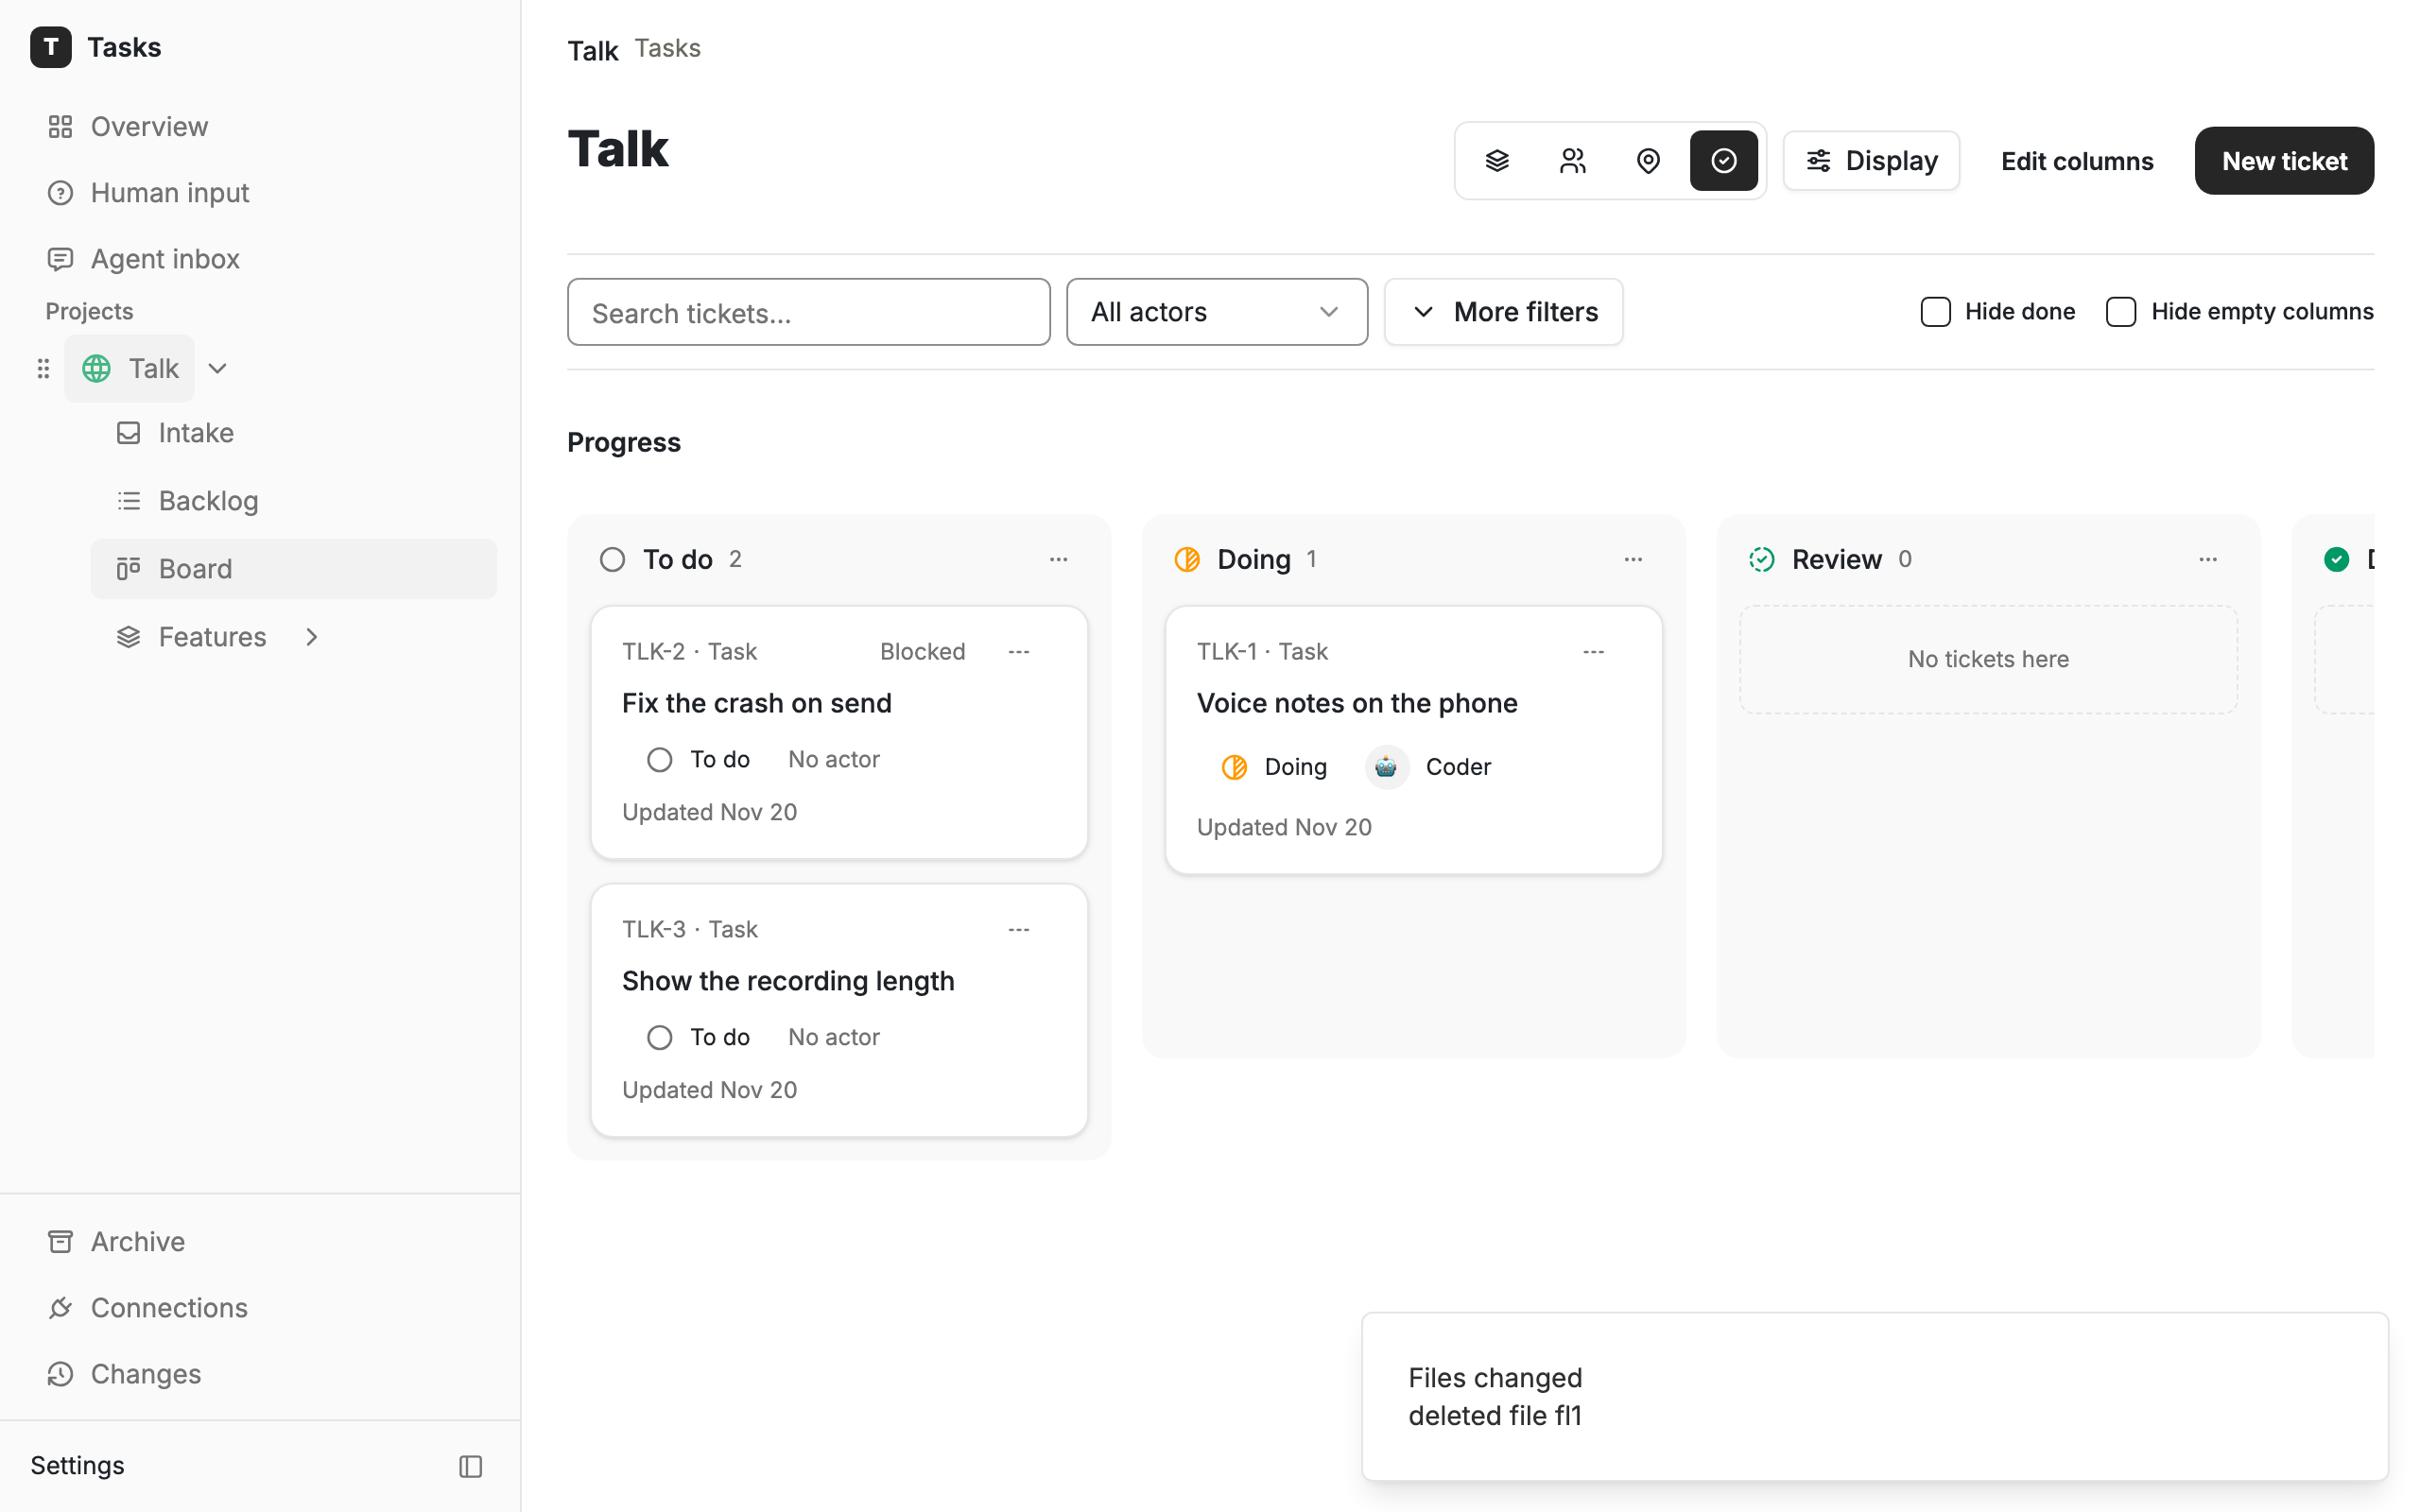 T Tasks
Overview
Human input
Agent inbox
Projects
Talk
Intake
Backlog
Board
Features
Archive
Connections
Changes
Settings
Talk Tasks
Talk
Display
Edit columns
New ticket
Search tickets...
All actors
More filters
Hide done
Hide empty columns
Progress
To do 2
TLK-2 · Task Blocked
Fix the crash on send
To do No actor
Updated Nov 20
TLK-3 · Task
Show the recording length
To do No actor
Updated Nov 20
Doing 1
TLK-1 · Task
Voice notes on the phone
Doing Coder
Updated Nov 20
Review 0
No tickets here
Files changed
deleted file fl1